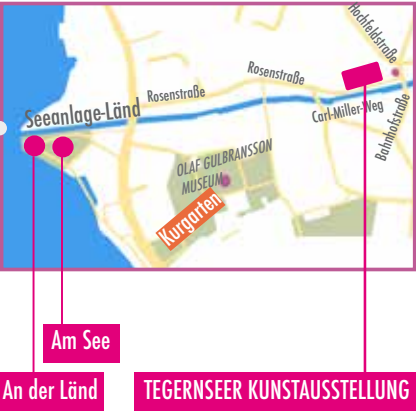 Hochfeldstraße
Rosenstraße
Rosenstraße
Seeanlage-Länd
Carl-Miller-Weg
Bahnhofstraße
OLAF GULBRANSSON
MUSEUM
Kurgarten
Am See
An der Länd
TEGERNSEER KUNSTAUSSTELLUNG